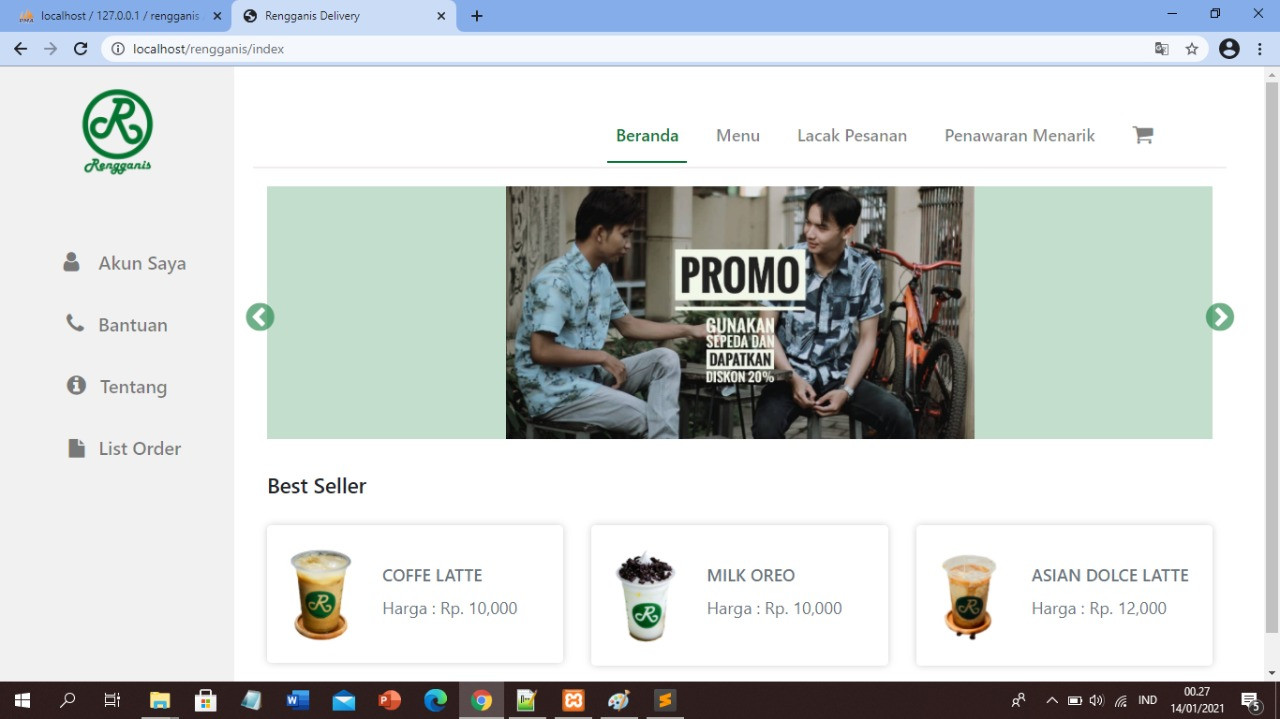 localhost / 127.0.0.1 / rengganis
Rengganis Delivery
localhost/rengganis/index
R
Rengganis
Beranda
Menu
Lacak Pesanan
Penawaran Menarik
Akun Saya
Bantuan
Tentang
List Order
PROMO
GUNAKAN
SEPEDA DAN
DAPATKAN
DISKON 20%
Best Seller
COFFE LATTE
Harga : Rp. 10,000
MILK OREO
Harga : Rp. 10,000
ASIAN DOLCE LATTE
Harga : Rp. 12,000
IND
00.27
14/01/2021
5